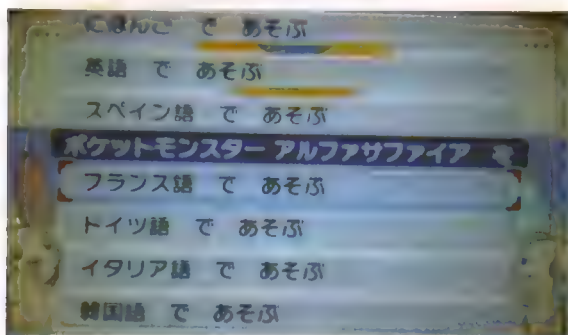 にほんご で あそぶ
英語 で あそぶ
スペイン語 で あそぶ
ポケットモンスター アルファサファイア を
フランス語 で あそぶ
ドイツ語 で あそぶ
イタリア語 で あそぶ
韓国語 で あそぶ